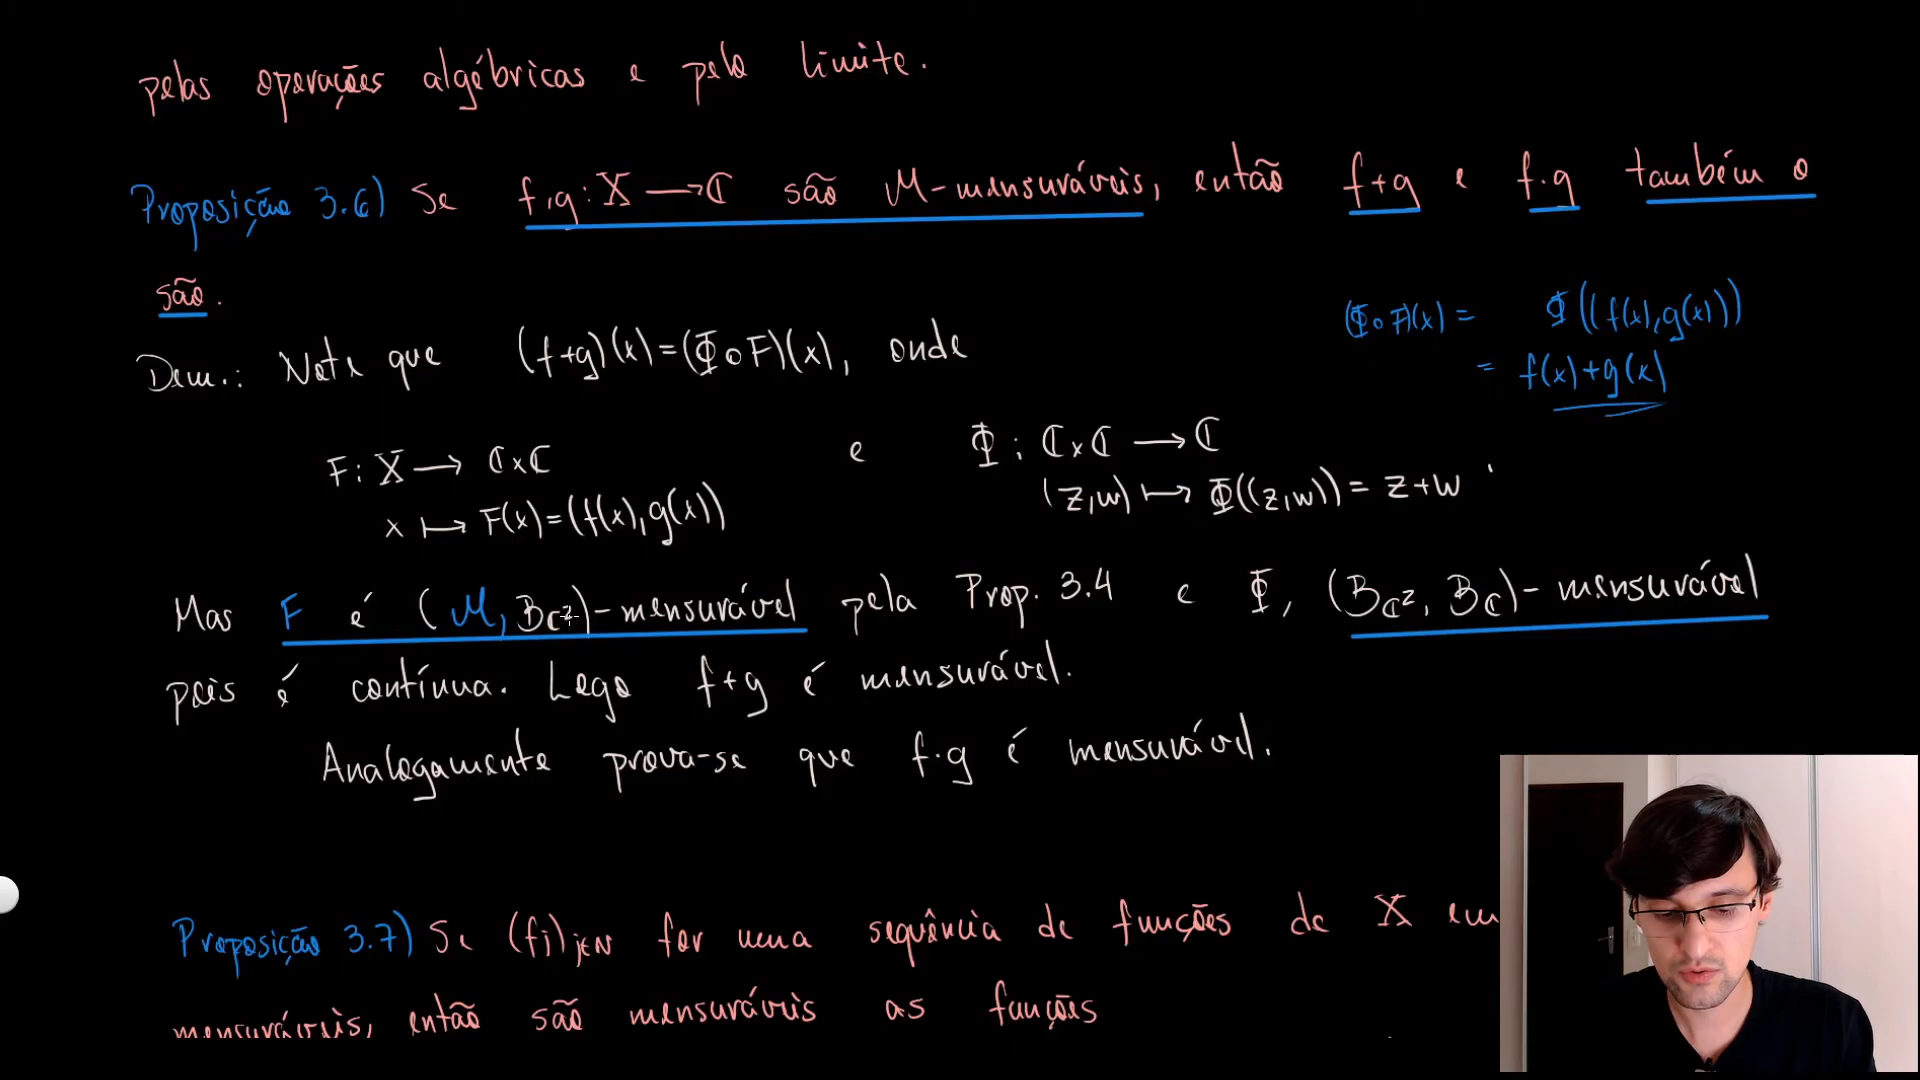 pelas operações algébricas e pelo limite.
Proposição 3.6) Se f,g: X ⟶ ℂ são M-mensuráveis, então f+g e f·g também o
são.
(Φ∘F)(x) = Φ((f(x),g(x))
= f(x)+g(x)
Dem.: Note que (f+g)(x)=(Φ∘F)(x), onde
F: X ⟶ ℂ×ℂ e Φ: ℂ×ℂ ⟶ ℂ
x ⟼ F(x)=(f(x),g(x)) (z,w) ⟼ Φ((z,w)) = z+w
Mas F é (M, B_ℂ²)-mensurável pela Prop. 3.4 e Φ, (B_ℂ², B_ℂ)-mensurável
pois é contínua. Logo f+g é mensurável.
Analogamente prova-se que f·g é mensurável.
Proposição 3.7) Se (fj)j∈ℕ for uma sequência de funções de X em
mensuráveis, então são mensuráveis as funções